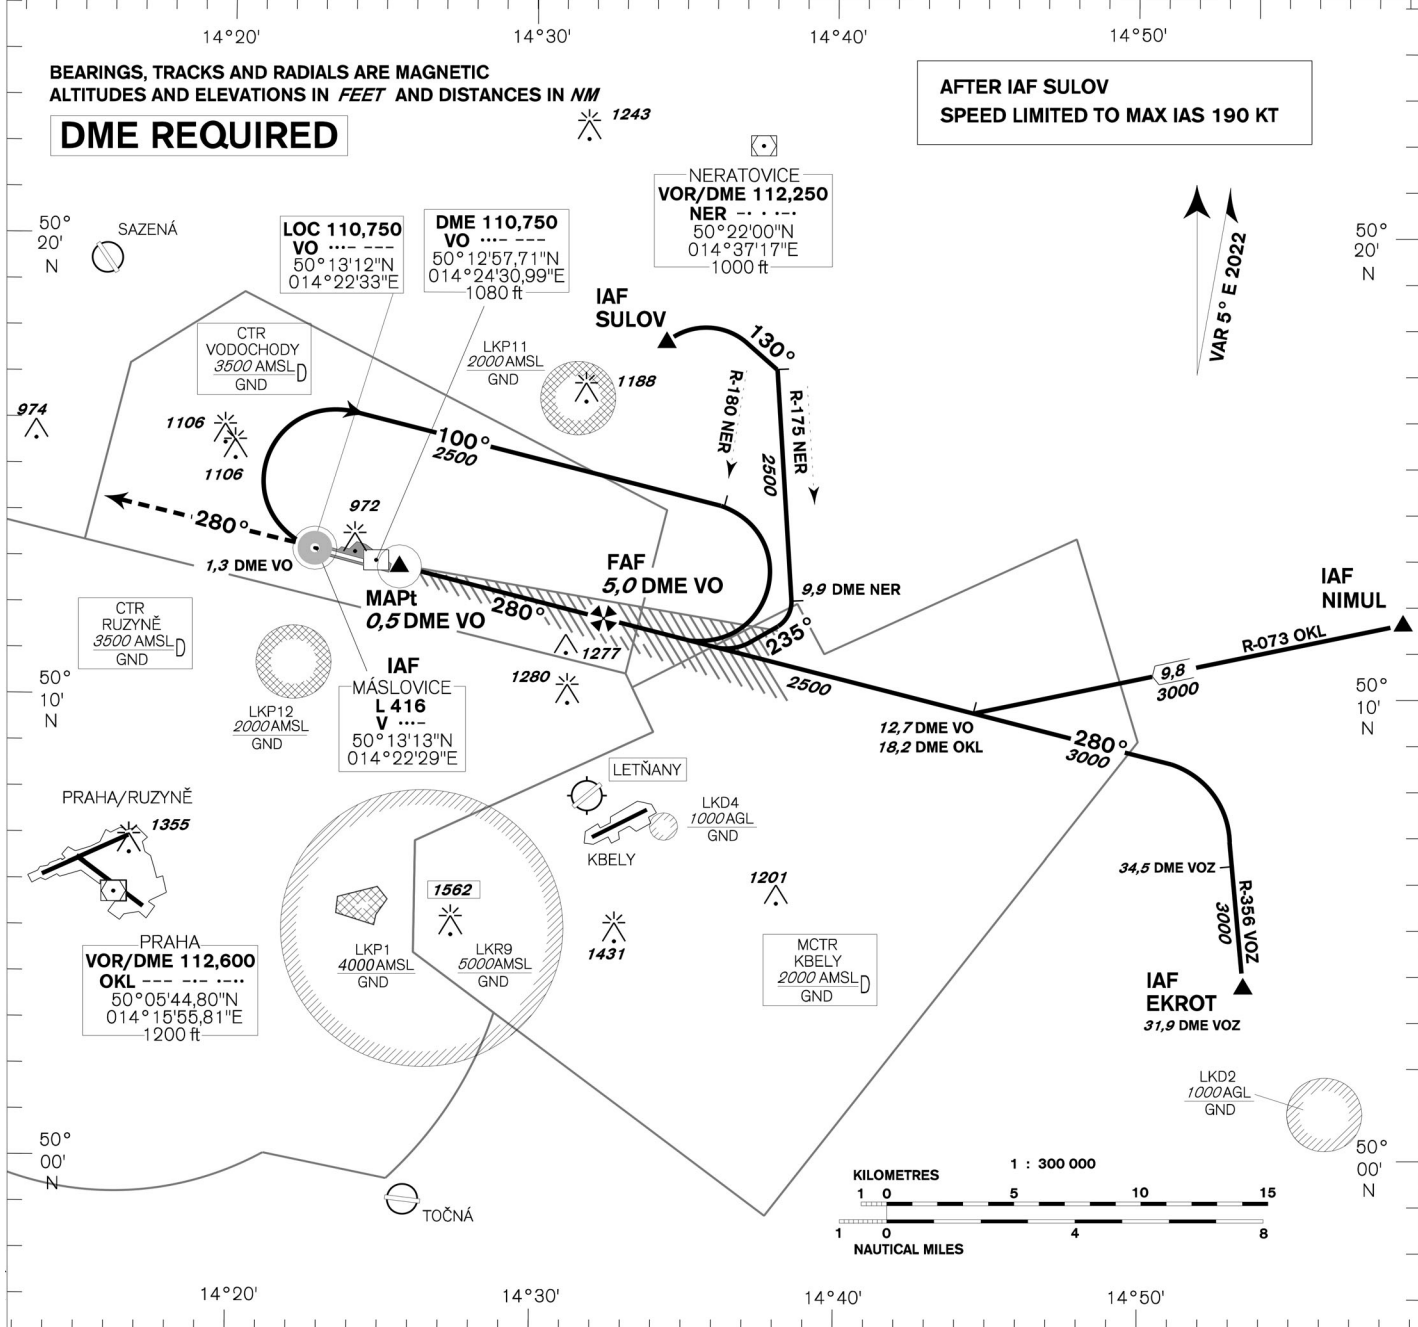 14°20'
14°30'
14°40'
14°50'
BEARINGS, TRACKS AND RADIALS ARE MAGNETIC
ALTITUDES AND ELEVATIONS IN FEET AND DISTANCES IN NM
DME REQUIRED
AFTER IAF SULOV
SPEED LIMITED TO MAX IAS 190 KT
1243
NERATOVICE
VOR/DME 112,250
NER
50°22'00"N
014°37'17"E
1000 ft
50°
20'
N
SAZENÁ
LOC 110,750
VO
50°13'12"N
014°22'33"E
DME 110,750
VO
50°12'57,71"N
014°24'30,99"E
1080 ft
50°
20'
N
VAR 5° E 2022
IAF
SULOV
130°
CTR
VODOCHODY
3500 AMSL
D
GND
LKP11
2000 AMSL
GND
1188
R-180 NER
R-175 NER
2500
974
1106
1106
100°
2500
972
280°
1,3 DME VO
FAF
5,0 DME VO
9,9 DME NER
IAF
NIMUL
MAPt
0,5 DME VO
280°
235°
CTR
RUZYNĚ
3500 AMSL
D
GND
1277
1280
R-073 OKL
9,8
3000
2500
IAF
MÁSLOVICE
L 416
V
50°13'13"N
014°22'29"E
50°
10'
N
LKP12
2000 AMSL
GND
50°
10'
N
12,7 DME VO
18,2 DME OKL
280°
3000
LETŇANY
PRAHA/RUZYNĚ
1355
LKD4
1000 AGL
GND
KBELY
34,5 DME VOZ
R-356 VOZ
3000
1562
1201
1431
LKP1
4000 AMSL
GND
LKR9
5000 AMSL
GND
MCTR
KBELY
2000 AMSL
D
GND
PRAHA
VOR/DME 112,600
OKL
50°05'44,80"N
014°15'55,81"E
1200 ft
IAF
EKROT
31,9 DME VOZ
LKD2
1000 AGL
GND
50°
00'
N
50°
00'
N
TOČNÁ
1 : 300 000
KILOMETRES
1 0 5 10 15
1 0 4 8
NAUTICAL MILES
14°20'
14°30'
14°40'
14°50'